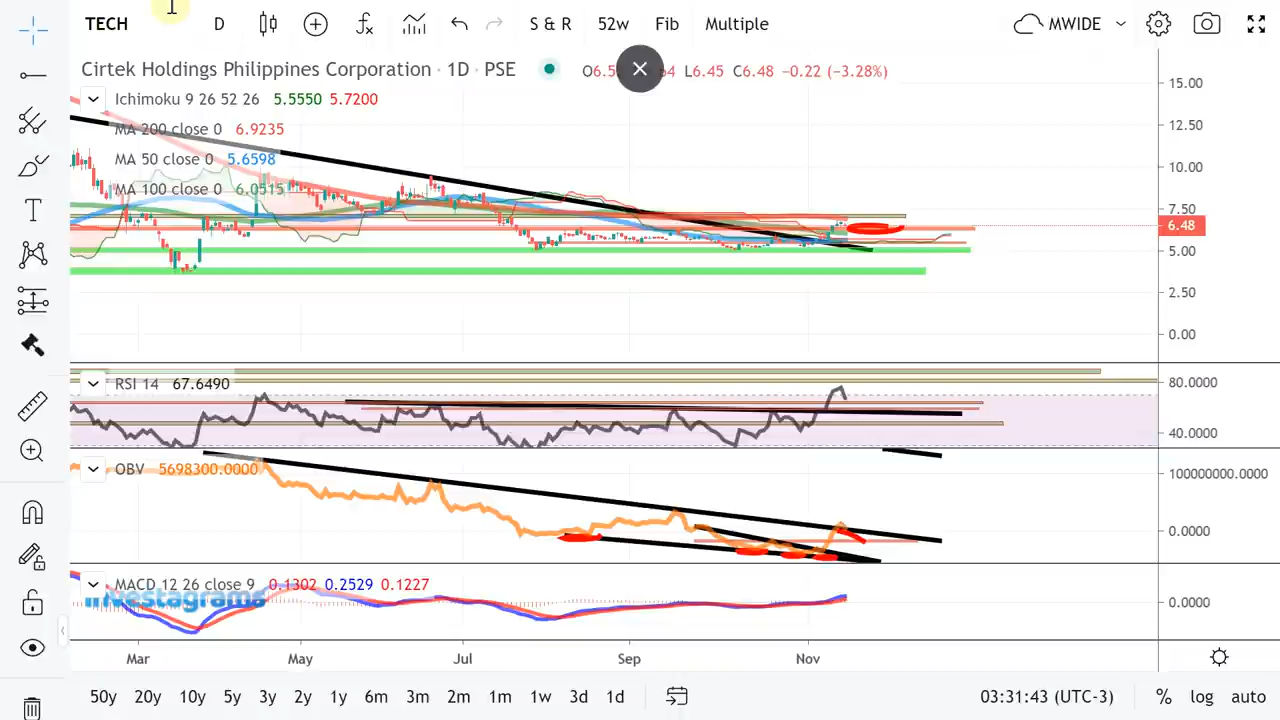 TECH D S & R 52w Fib Multiple MWIDE
Cirtek Holdings Philippines Corporation · 1D · PSE L6.45 C6.48 −0.22 (−3.28%)
Ichimoku 9 26 52 26 5.5550 5.7200
MA 200 close 0 6.9235
MA 50 close 0 5.6598
MA 100 close 0 6.0515
15.00
12.50
10.00
7.50
6.48
5.00
2.50
0.00
RSI 14 67.6490
80.0000
40.0000
OBV 5698300.0000
100000000.0000
0.0000
MACD 12 26 close 9 0.1302 0.2529 0.1227
investagrams
0.0000
Mar May Jul Sep Nov
50y 20y 10y 5y 3y 2y 1y 6m 3m 2m 1m 1w 3d 1d 03:31:43 (UTC-3) % log auto